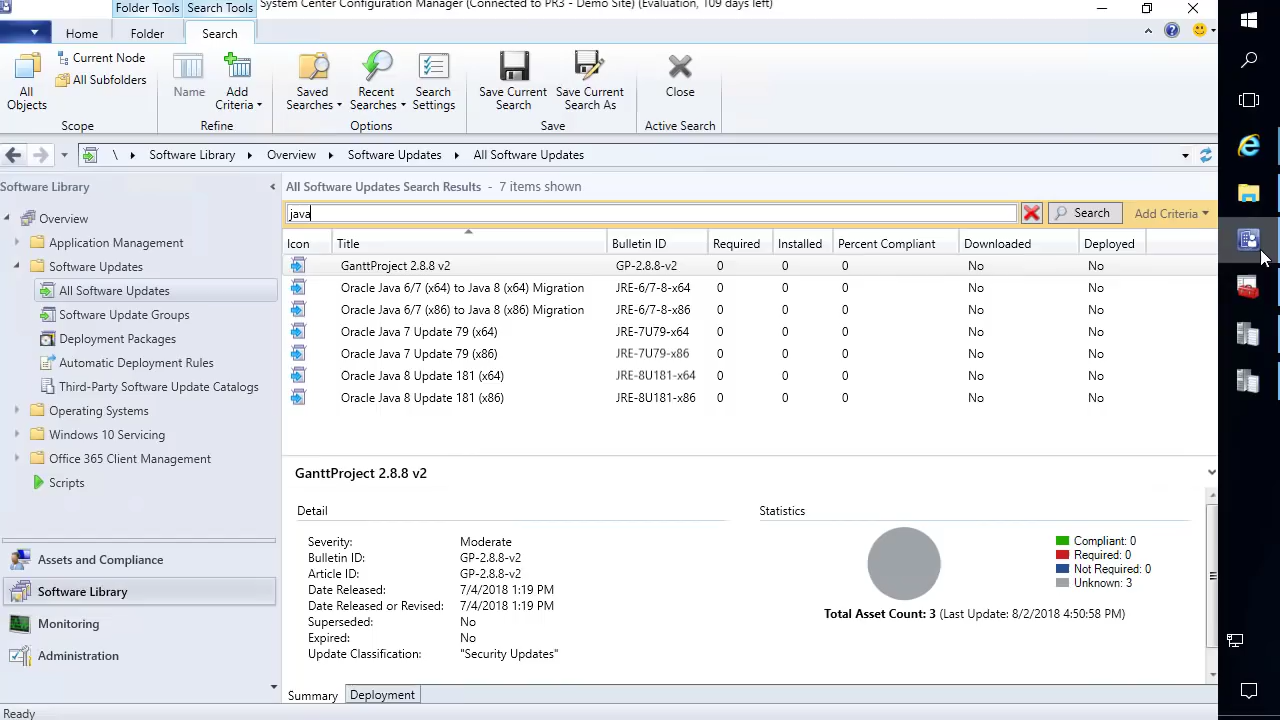 Folder Tools Search Tools System Center Configuration Manager (Connected to PR3 - Demo Site) (Evaluation, 109 days left)
Home Folder Search
All Objects
Current Node
All Subfolders
Scope
Name
Add Criteria
Refine
Saved Searches
Recent Searches
Search Settings
Options
Save Current Search
Save Current Search As
Save
Close
Active Search
\ Software Library Overview Software Updates All Software Updates
Software Library
Overview
Application Management
Software Updates
All Software Updates
Software Update Groups
Deployment Packages
Automatic Deployment Rules
Third-Party Software Update Catalogs
Operating Systems
Windows 10 Servicing
Office 365 Client Management
Scripts
Assets and Compliance
Software Library
Monitoring
Administration
All Software Updates Search Results - 7 items shown
java Search Add Criteria
Icon Title Bulletin ID Required Installed Percent Compliant Downloaded Deployed
GanttProject 2.8.8 v2 GP-2.8.8-v2 0 0 0 No No
Oracle Java 6/7 (x64) to Java 8 (x64) Migration JRE-6/7-8-x64 0 0 0 No No
Oracle Java 6/7 (x86) to Java 8 (x86) Migration JRE-6/7-8-x86 0 0 0 No No
Oracle Java 7 Update 79 (x64) JRE-7U79-x64 0 0 0 No No
Oracle Java 7 Update 79 (x86) JRE-7U79-x86 0 0 0 No No
Oracle Java 8 Update 181 (x64) JRE-8U181-x64 0 0 0 No No
Oracle Java 8 Update 181 (x86) JRE-8U181-x86 0 0 0 No No
GanttProject 2.8.8 v2
Detail
Severity: Moderate
Bulletin ID: GP-2.8.8-v2
Article ID: GP-2.8.8-v2
Date Released: 7/4/2018 1:19 PM
Date Released or Revised: 7/4/2018 1:19 PM
Superseded: No
Expired: No
Update Classification: "Security Updates"
Statistics
Compliant: 0
Required: 0
Not Required: 0
Unknown: 3
Total Asset Count: 3 (Last Update: 8/2/2018 4:50:58 PM)
Summary Deployment
Ready